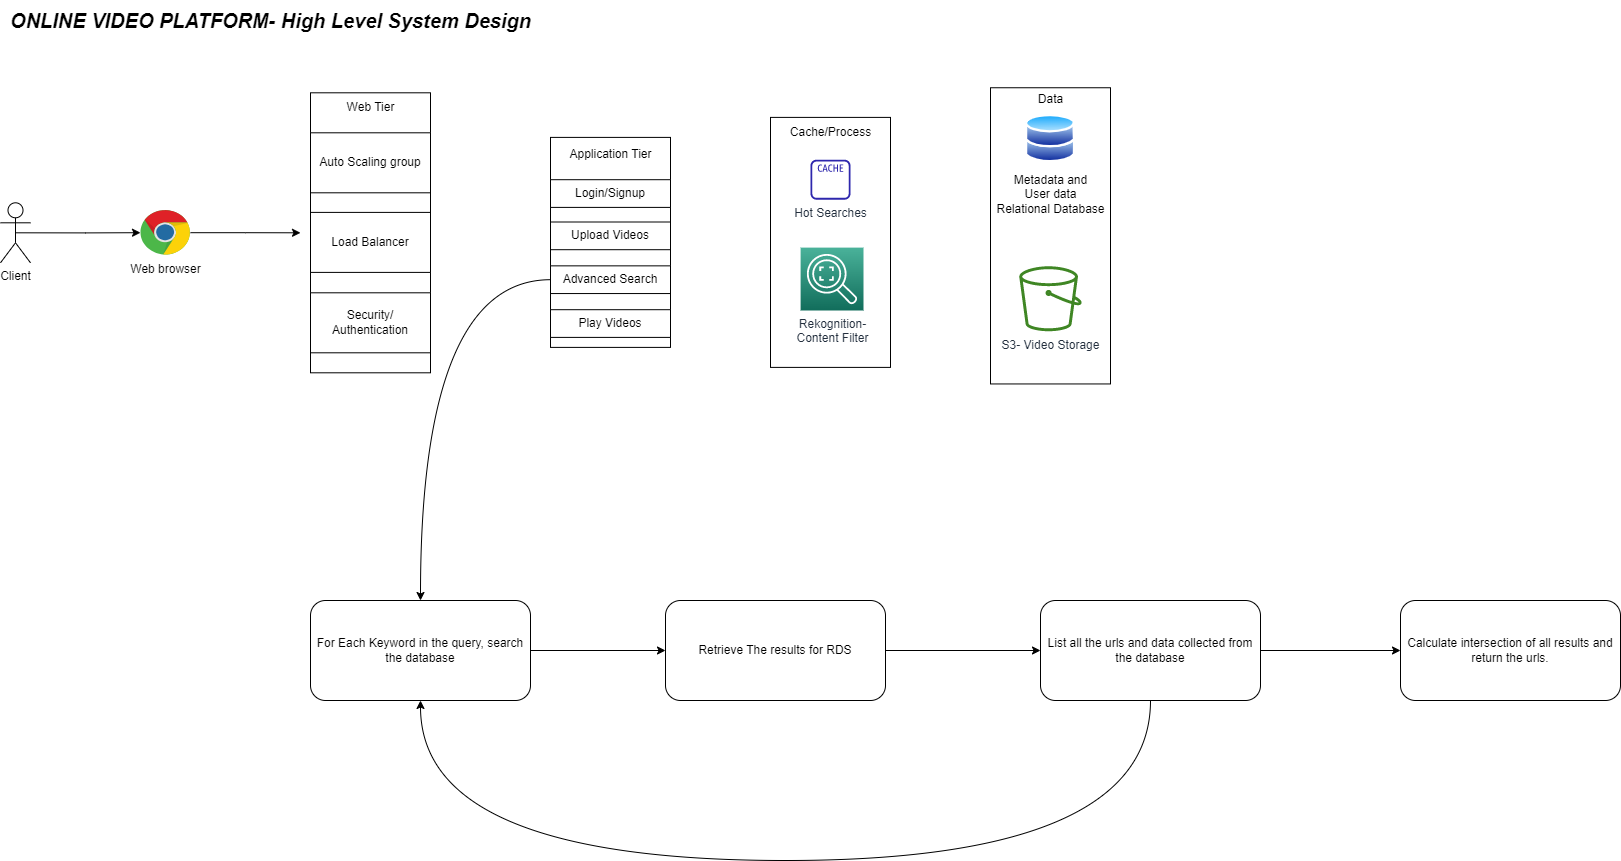 ONLINE VIDEO PLATFORM- High Level System Design
Client
Web browser
Web Tier
Auto Scaling group
Load Balancer
Security/
Authentication
Application Tier
Login/Signup
Upload Videos
Advanced Search
Play Videos
Cache/Process
CACHE
Hot Searches
Rekognition-
Content Filter
Data
Metadata and
User data
Relational Database
S3- Video Storage
For Each Keyword in the query, search
the database
Retrieve The results for RDS
List all the urls and data collected from
the database
Calculate intersection of all results and
return the urls.